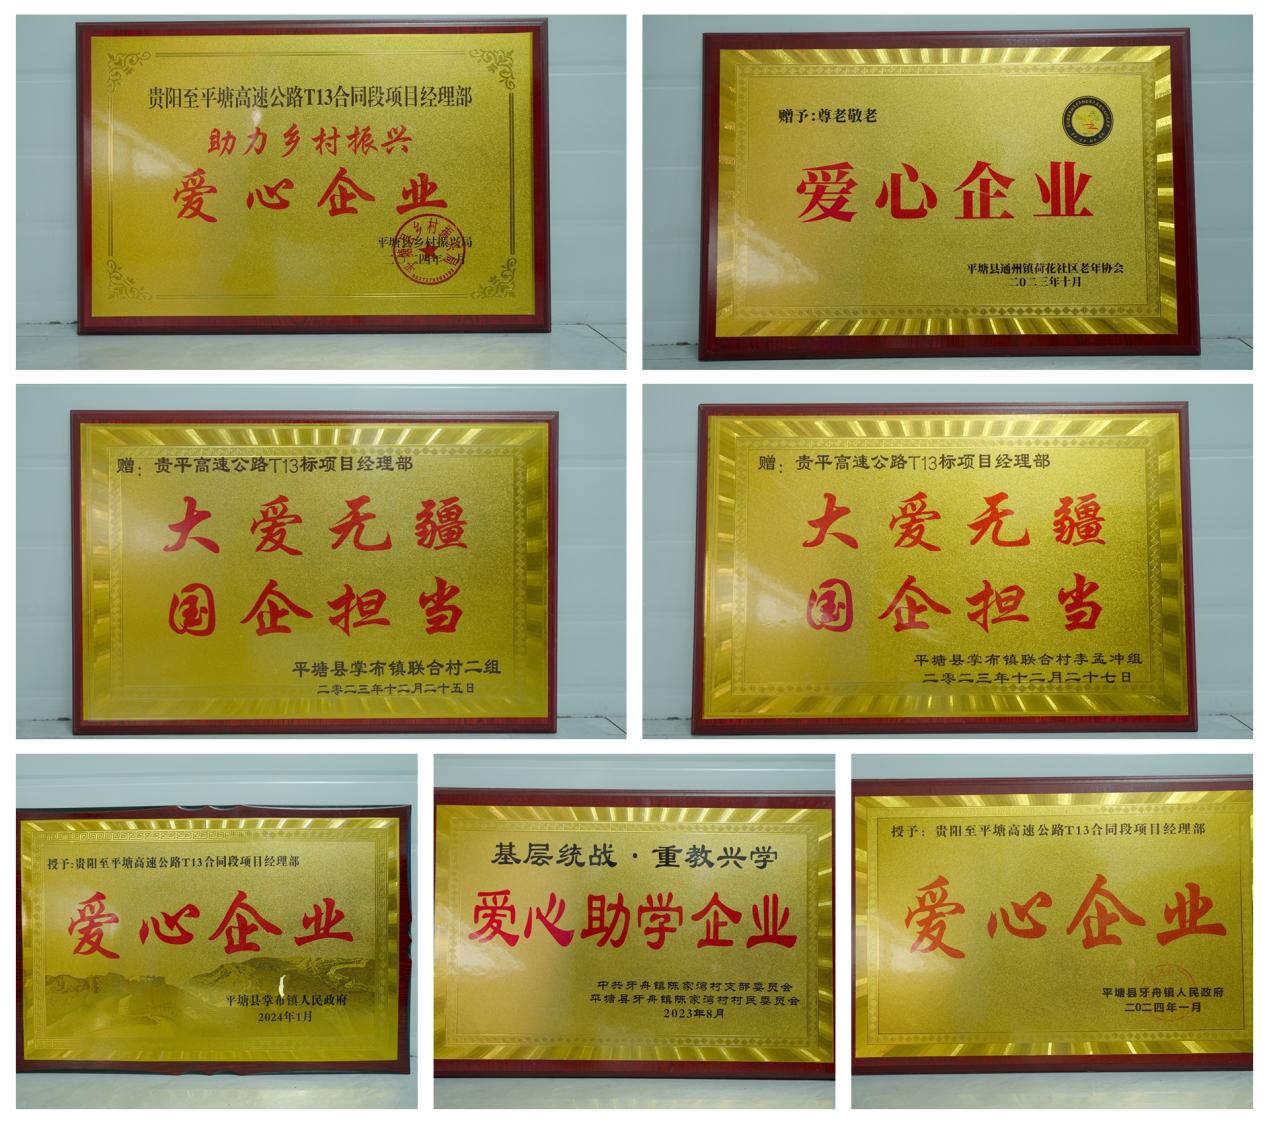 贵阳至平塘高速公路T13合同段项目经理部
助力乡村振兴
爱心企业
平塘县乡村振兴局
赠予:尊老敬老
爱心企业
平塘县通州镇荷花社区老年协会
二〇二三年十月
赠：贵平高速公路T13标项目经理部
大爱无疆
国企担当
平塘县掌布镇联合村二组
二零二三年十二月二十五日
赠：贵平高速公路T13标项目经理部
大爱无疆
国企担当
平塘县掌布镇联合村李孟冲组
二零二三年十二月二十七日
授予:贵阳至平塘高速公路T13合同段项目经理部
爱心企业
平塘县掌布镇人民政府
2024年1月
基层统战·重教兴学
爱心助学企业
中共牙舟镇陈家湾村支部委员会
平塘县牙舟镇陈家湾村村民委员会
2023年8月
授予：贵阳至平塘高速公路T13合同段项目经理部
爱心企业
平塘县牙舟镇人民政府
二〇二四年一月